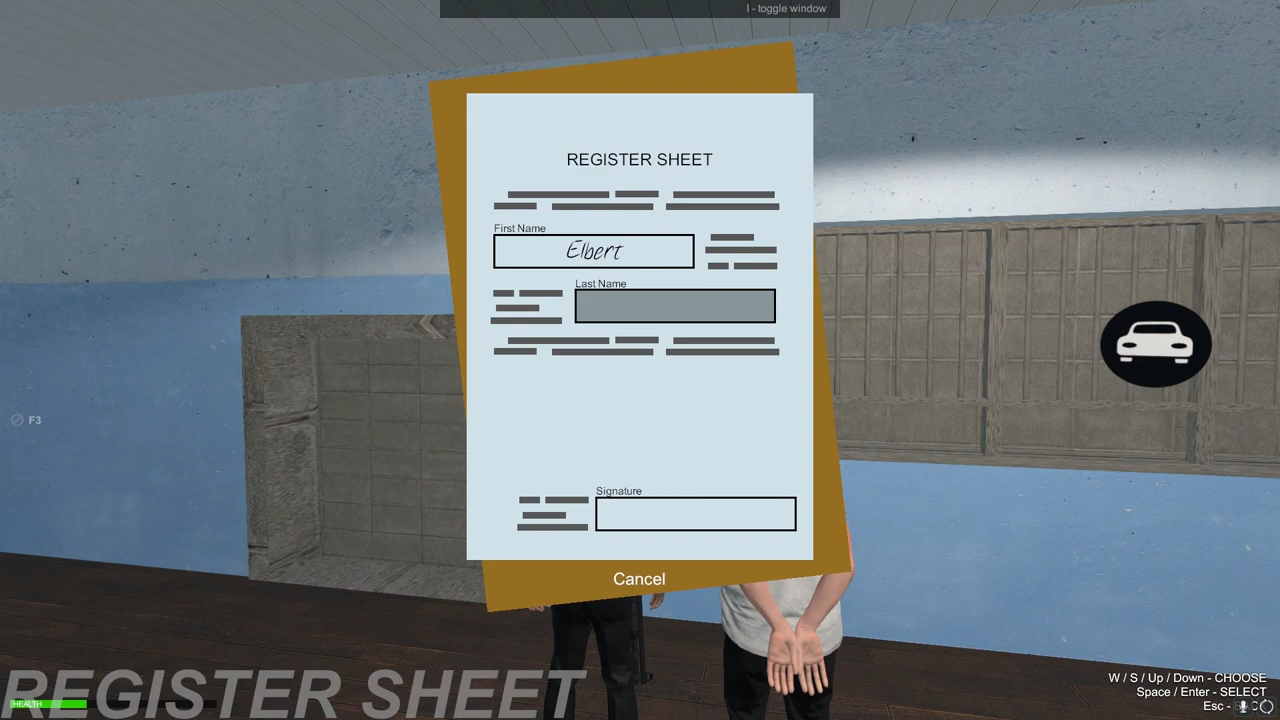 I - toggle window
REGISTER SHEET
First Name
Elbert
Last Name
F3
Signature
Cancel
W / S / Up / Down - CHOOSE
Space / Enter - SELECT
Esc -
REGISTER SHEET
HEALTH